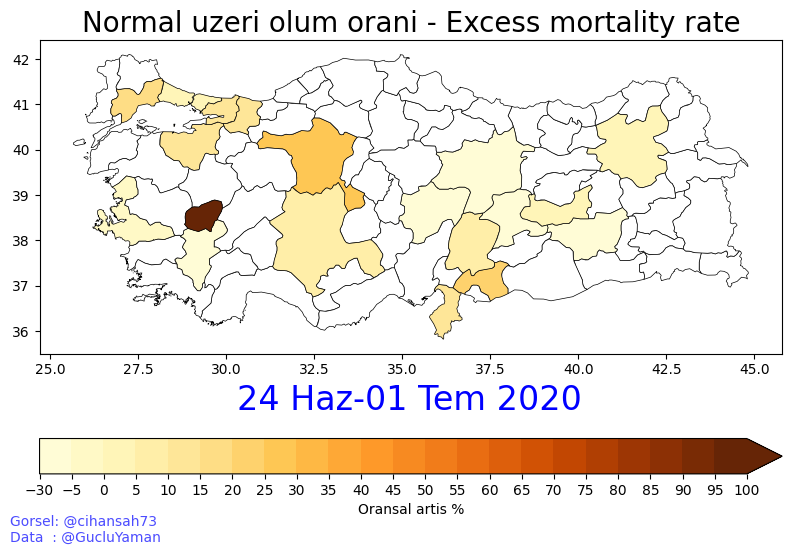 Normal uzeri olum orani - Excess mortality rate
42
41
40
39
38
37
36
25.0 27.5 30.0 32.5 35.0 37.5 40.0 42.5 45.0
24 Haz-01 Tem 2020
−30 −5 0 5 10 15 20 25 30 35 40 45 50 55 60 65 70 75 80 85 90 95 100
Oransal artis %
Gorsel: @cihansah73
Data : @GucluYaman